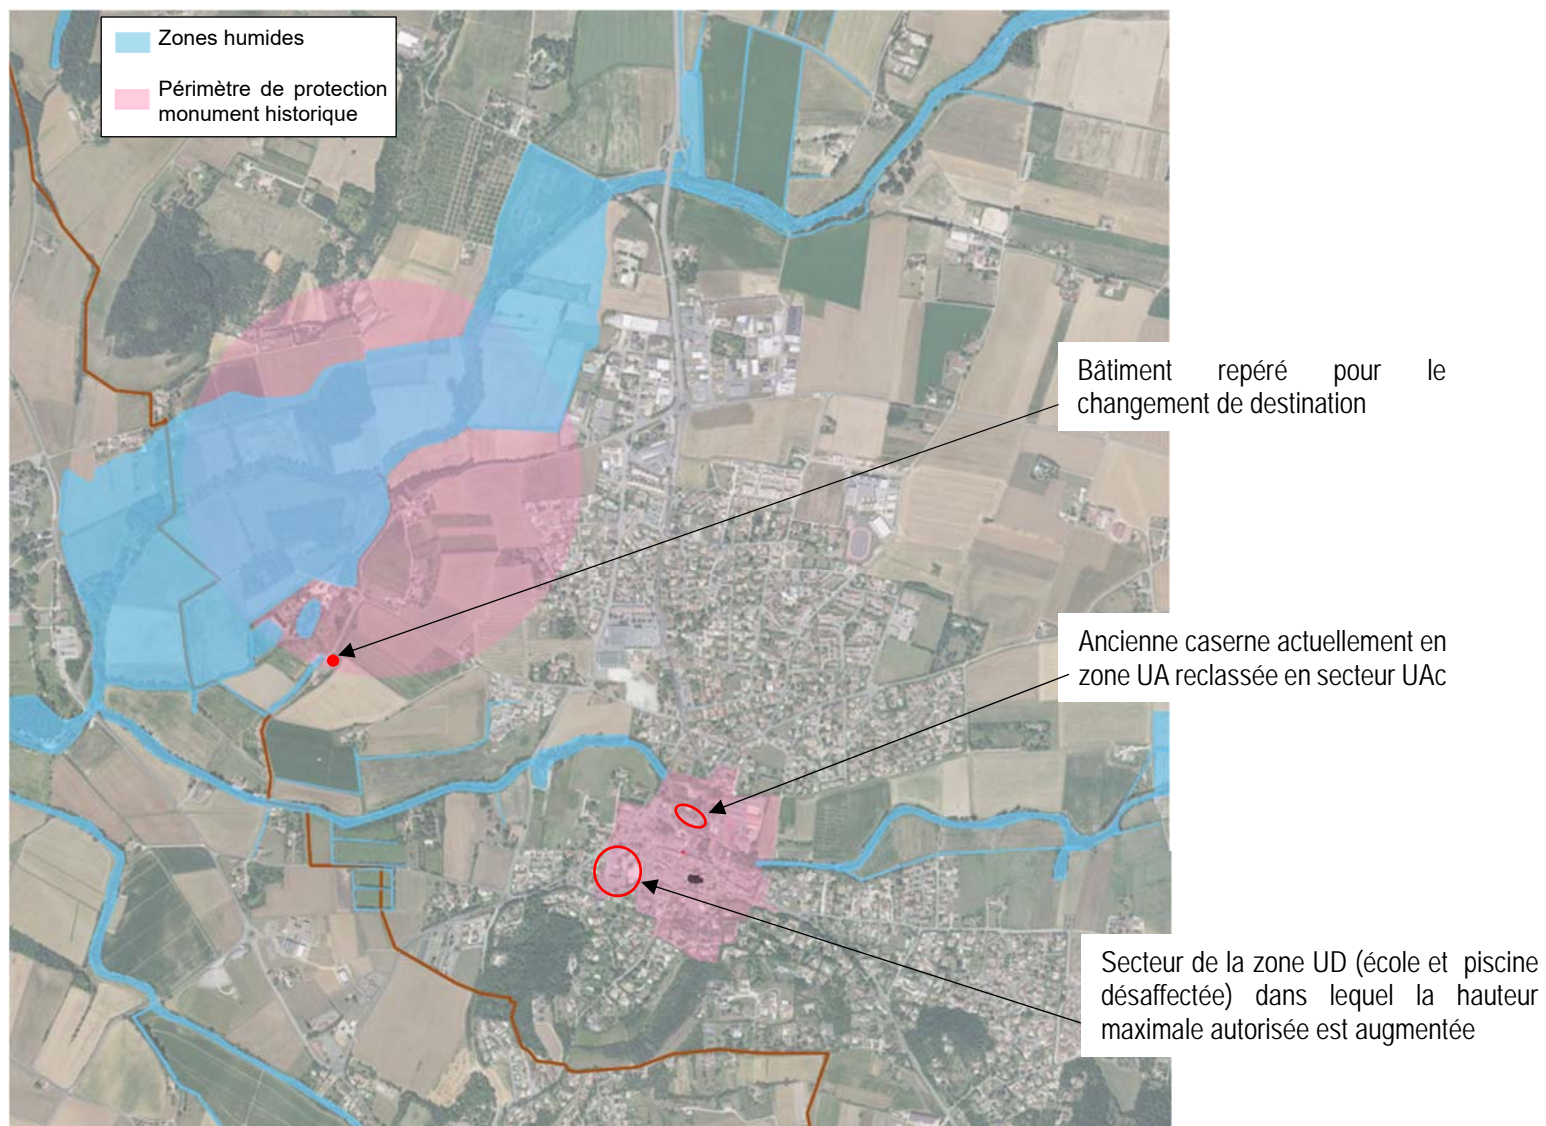 Zones humides
Périmètre de protection
monument historique
Bâtiment repéré pour le
changement de destination
Ancienne caserne actuellement en
zone UA reclassée en secteur UAc
Secteur de la zone UD (école et piscine
désaffectée) dans lequel la hauteur
maximale autorisée est augmentée